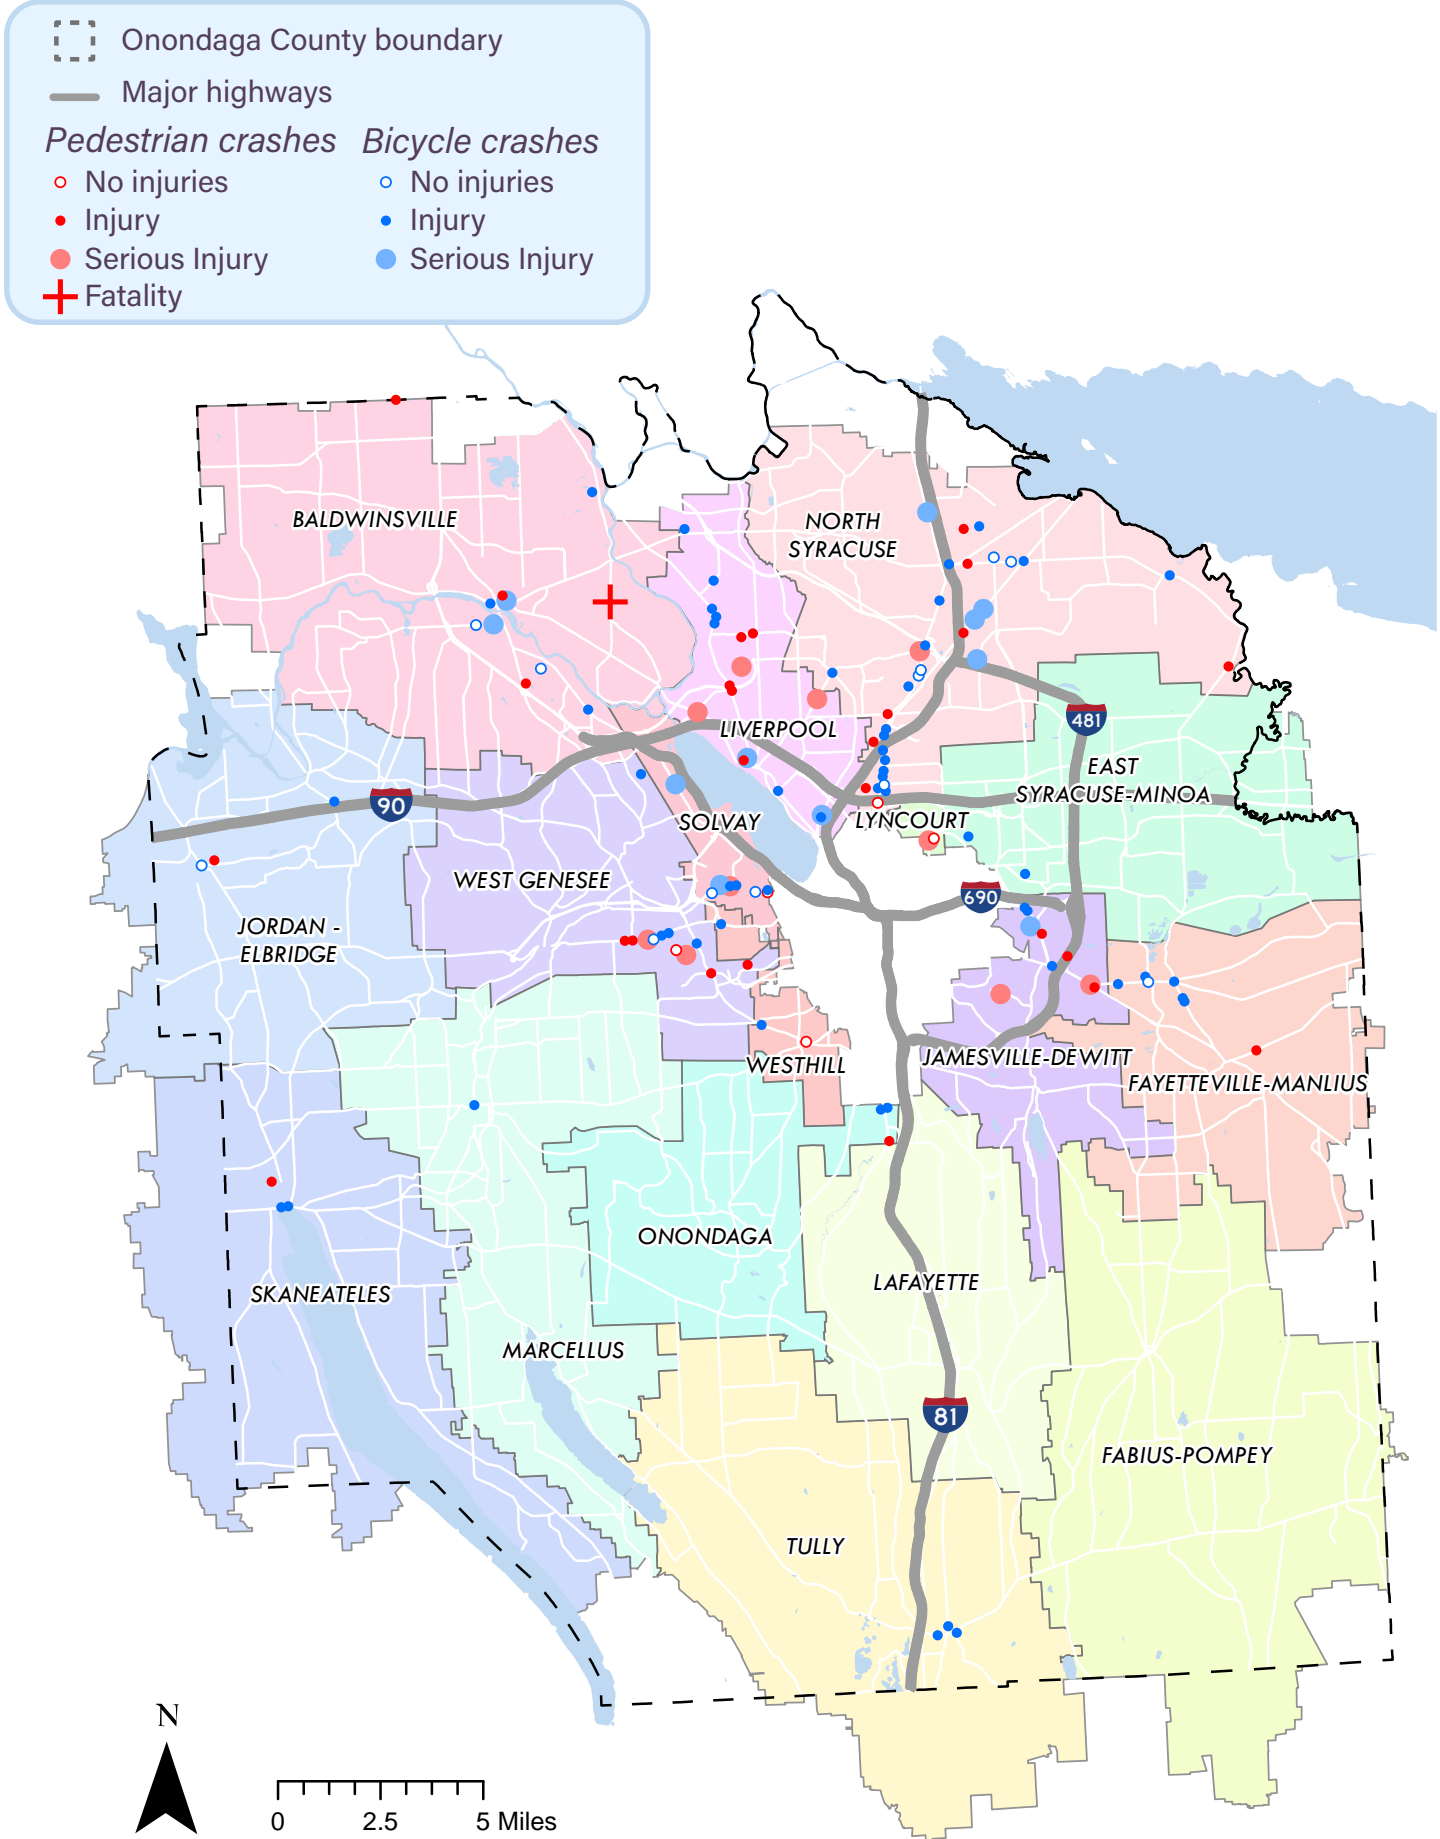 Onondaga County boundary
Major highways
Pedestrian crashes Bicycle crashes
No injuries No injuries
Injury Injury
Serious Injury Serious Injury
Fatality
BALDWINSVILLE
NORTH
SYRACUSE
LIVERPOOL
481
EAST
SYRACUSE-MINOA
90
SOLVAY
LYNCOURT
WEST GENESEE
690
JORDAN -
ELBRIDGE
WESTHILL
JAMESVILLE-DEWITT
FAYETTEVILLE-MANLIUS
ONONDAGA
LAFAYETTE
SKANEATELES
MARCELLUS
81
FABIUS-POMPEY
TULLY
N
0 2.5 5 Miles